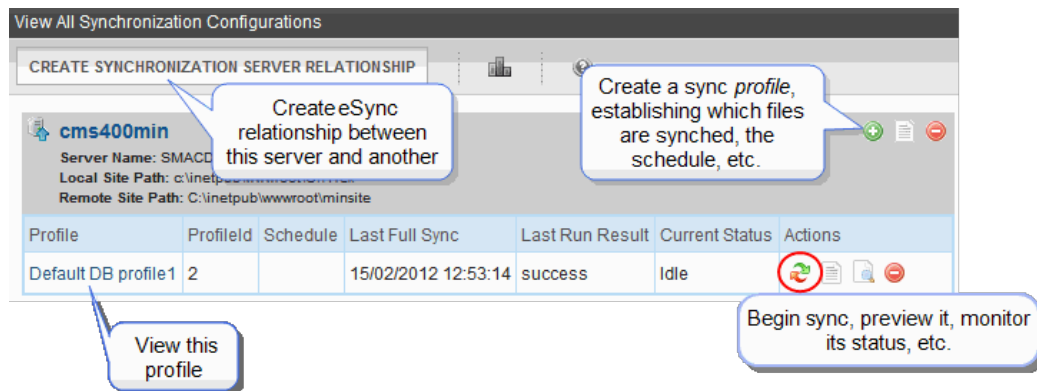 View All Synchronization Configurations
CREATE SYNCHRONIZATION SERVER RELATIONSHIP
Create a sync profile,
establishing which files
are synched, the
schedule, etc.
Create eSync
relationship between
this server and another
cms400min
Server Name: SMACD
Local Site Path: c:\inetpub\
Remote Site Path: C:\inetpub\wwwroot\minsite
Profile ProfileId Schedule Last Full Sync Last Run Result Current Status Actions
Default DB profile1 2 15/02/2012 12:53:14 success Idle
Begin sync, preview it, monitor
its status, etc.
View this
profile